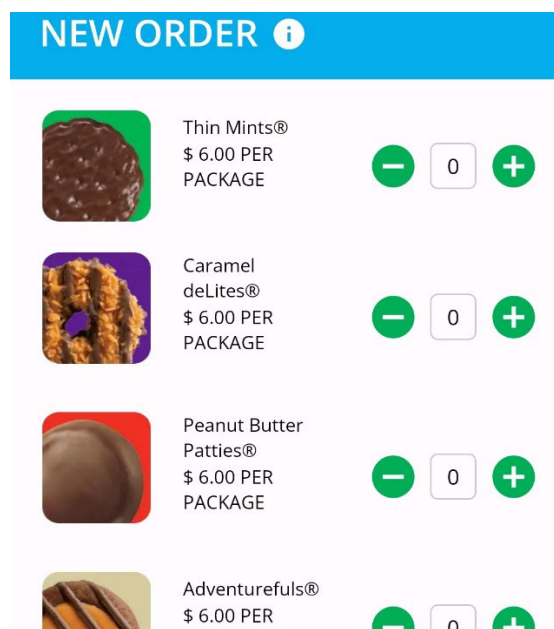 NEW ORDER i
Thin Mints®
$ 6.00 PER
PACKAGE
0
Caramel
deLites®
$ 6.00 PER
PACKAGE
0
Peanut Butter
Patties®
$ 6.00 PER
PACKAGE
0
Adventurefuls®
$ 6.00 PER
0